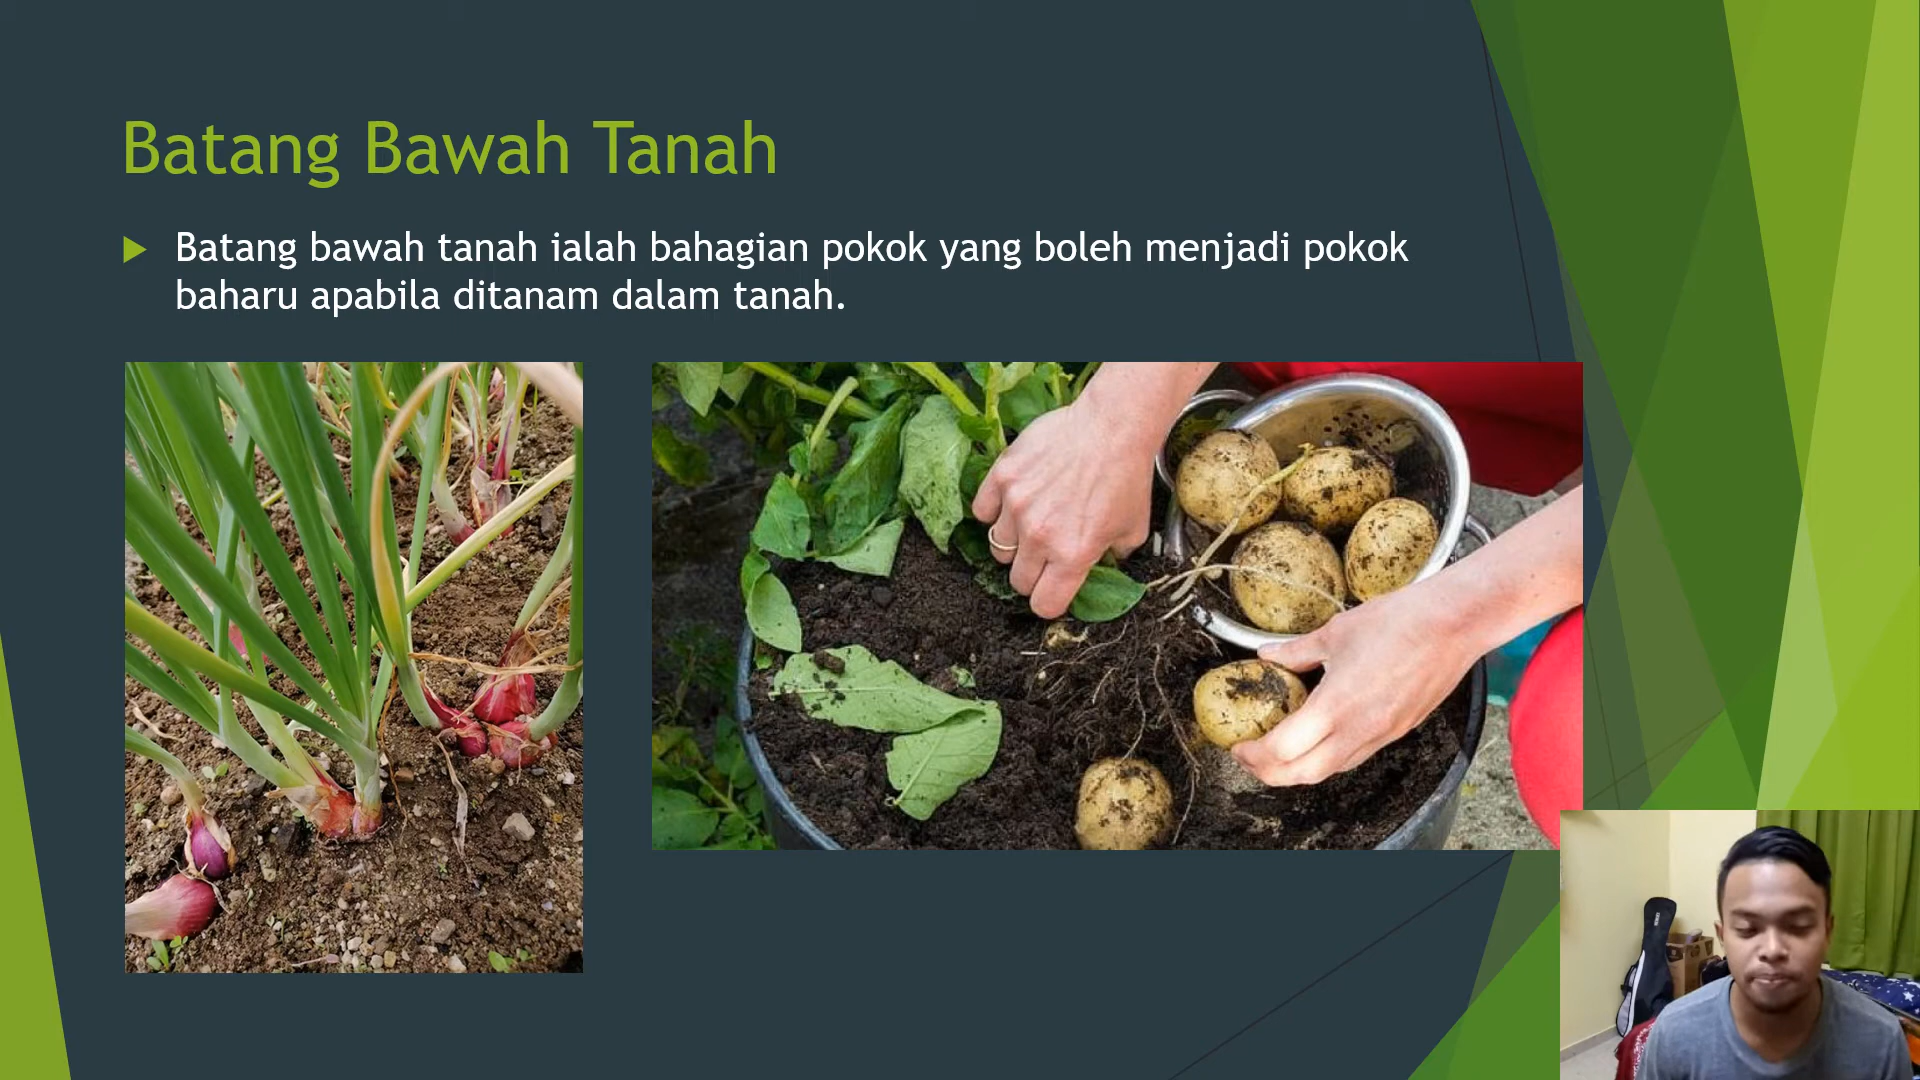 Batang Bawah Tanah
Batang bawah tanah ialah bahagian pokok yang boleh menjadi pokok
baharu apabila ditanam dalam tanah.